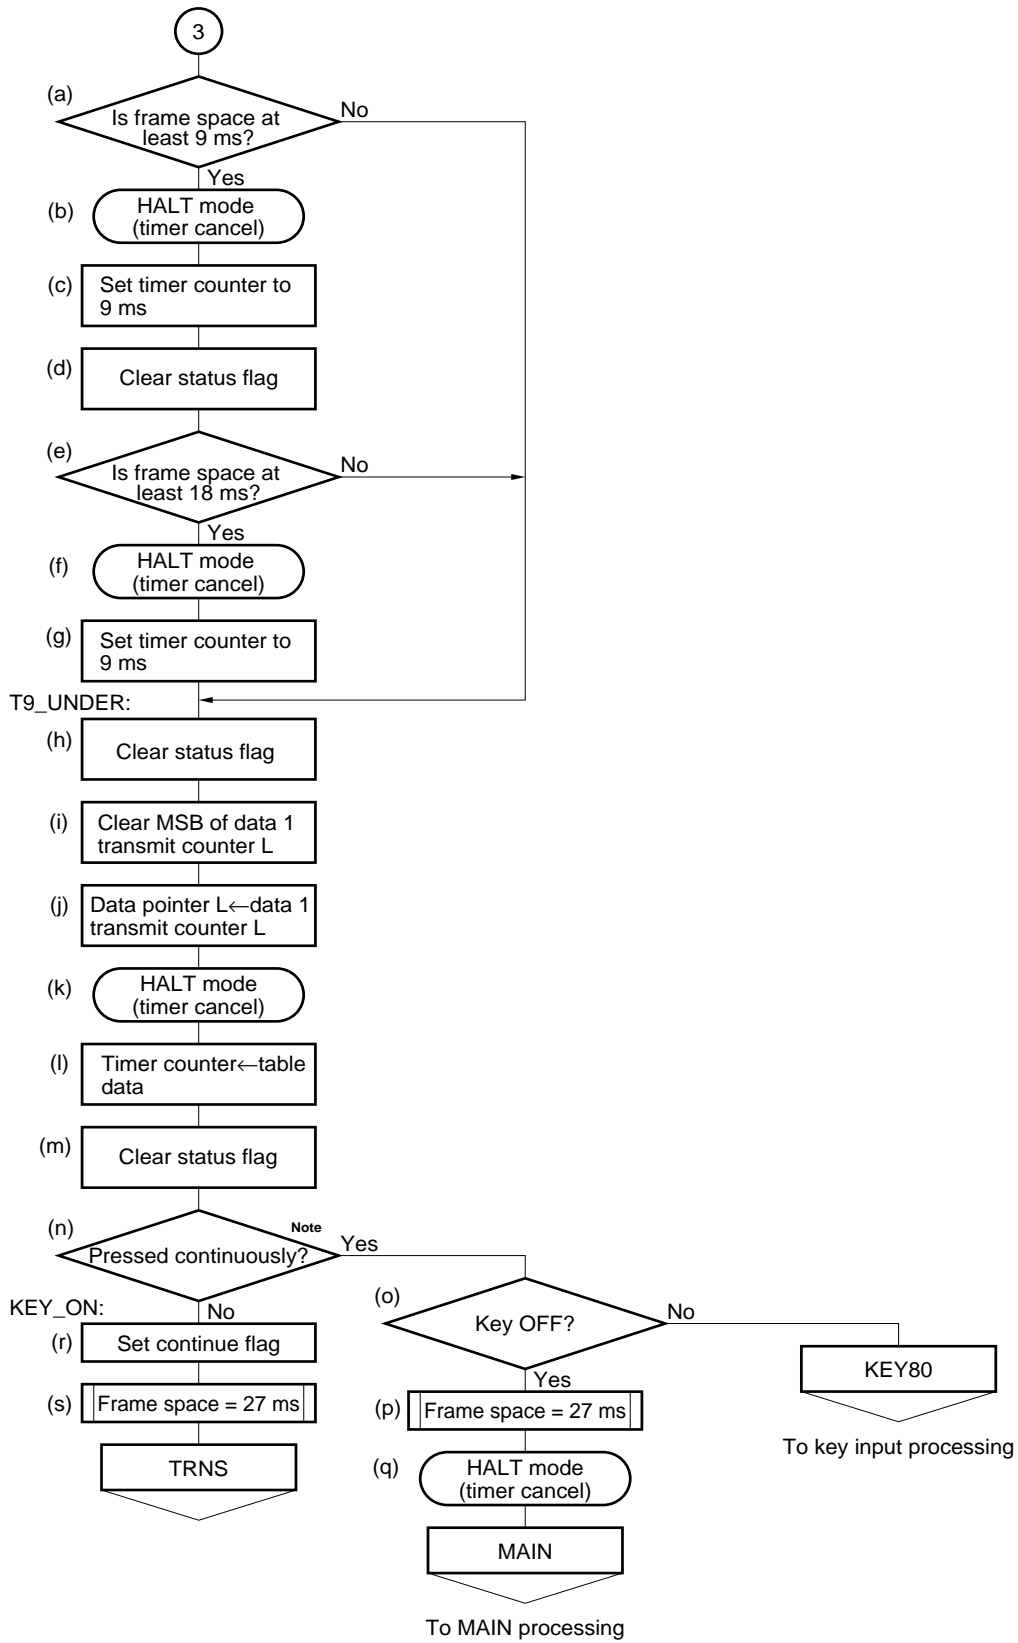 3
(a)
Is frame space at
least 9 ms?
No
Yes
(b)
HALT mode
(timer cancel)
(c)
Set timer counter to
9 ms
(d)
Clear status flag
(e)
Is frame space at
least 18 ms?
No
Yes
(f)
HALT mode
(timer cancel)
(g)
Set timer counter to
9 ms
T9_UNDER:
(h)
Clear status flag
(i)
Clear MSB of data 1
transmit counter L
(j)
Data pointer L←data 1
transmit counter L
(k)
HALT mode
(timer cancel)
(l)
Timer counter←table
data
(m)
Clear status flag
(n)
Pressed continuously?
Note
Yes
No
KEY_ON:
(r)
Set continue flag
(s)
Frame space = 27 ms
TRNS
(o)
Key OFF?
No
Yes
(p)
Frame space = 27 ms
(q)
HALT mode
(timer cancel)
MAIN
To MAIN processing
KEY80
To key input processing